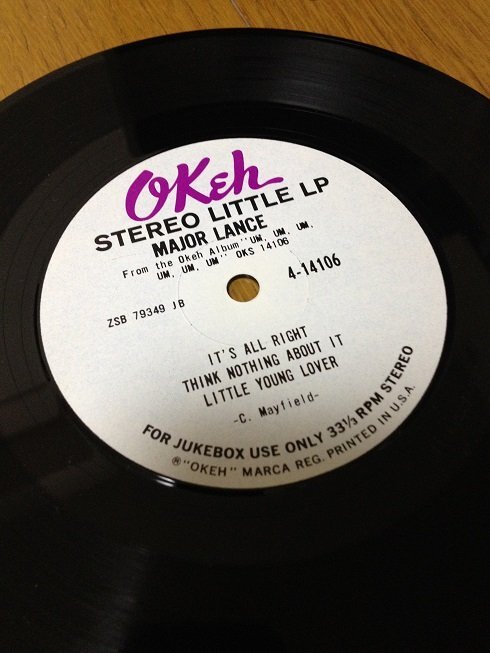 OKeh
STEREO LITTLE LP
MAJOR LANCE
From the Okeh Album "UM, UM, UM,
UM, UM, UM" OKS 14106
ZSB 79349 JB
4-14106
IT'S ALL RIGHT
THINK NOTHING ABOUT IT
LITTLE YOUNG LOVER
-C. Mayfield-
FOR JUKEBOX USE ONLY 33⅓ RPM STEREO
®"OKEH" MARCA REG. PRINTED IN U.S.A.